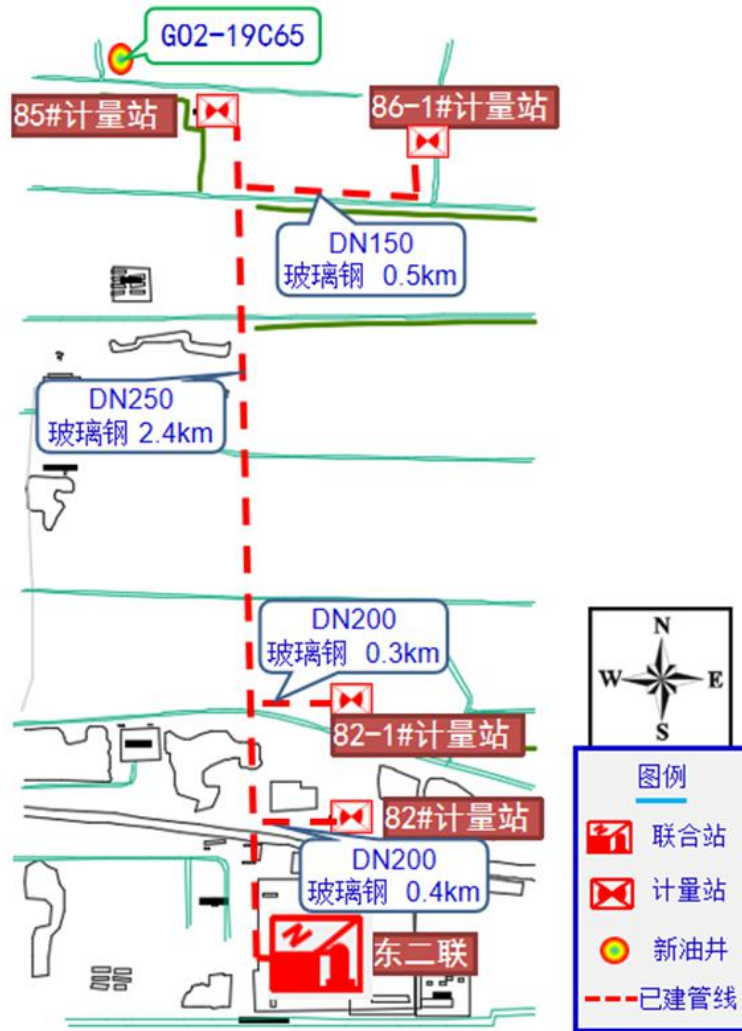 GO2-19C65
85#计量站
86-1#计量站
DN150
玻璃钢 0.5km
DN250
玻璃钢 2.4km
DN200
玻璃钢 0.3km
82-1#计量站
82#计量站
DN200
玻璃钢 0.4km
东二联
N
W E
S
图例
联合站
计量站
新油井
已建管线